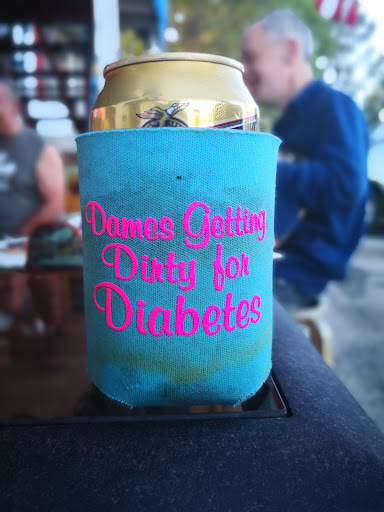 Dames Getting
Dirty for
Diabetes